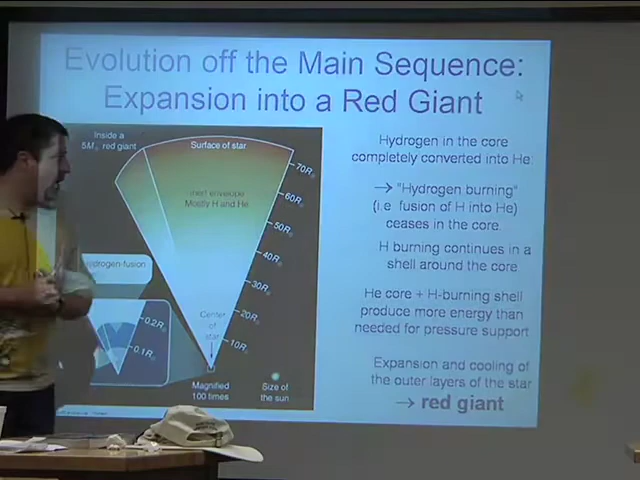 Evolution off the Main Sequence:
Expansion into a Red Giant
Inside a
5M☉ red giant
Surface of star
Inert envelope
Mostly H and He
70R☉
60R☉
50R☉
40R☉
30R☉
20R☉
10R☉
Center
of
star
Magnified
100 times
Size of
the sun
-fusion
0.2R☉
0.1R☉
Hydrogen in the core
completely converted into He:
→ "Hydrogen burning"
(i.e fusion of H into He)
ceases in the core.
H burning continues in a
shell around the core
He core + H-burning shell
produce more energy than
needed for pressure support
Expansion and cooling of
the outer layers of the star
→ red giant